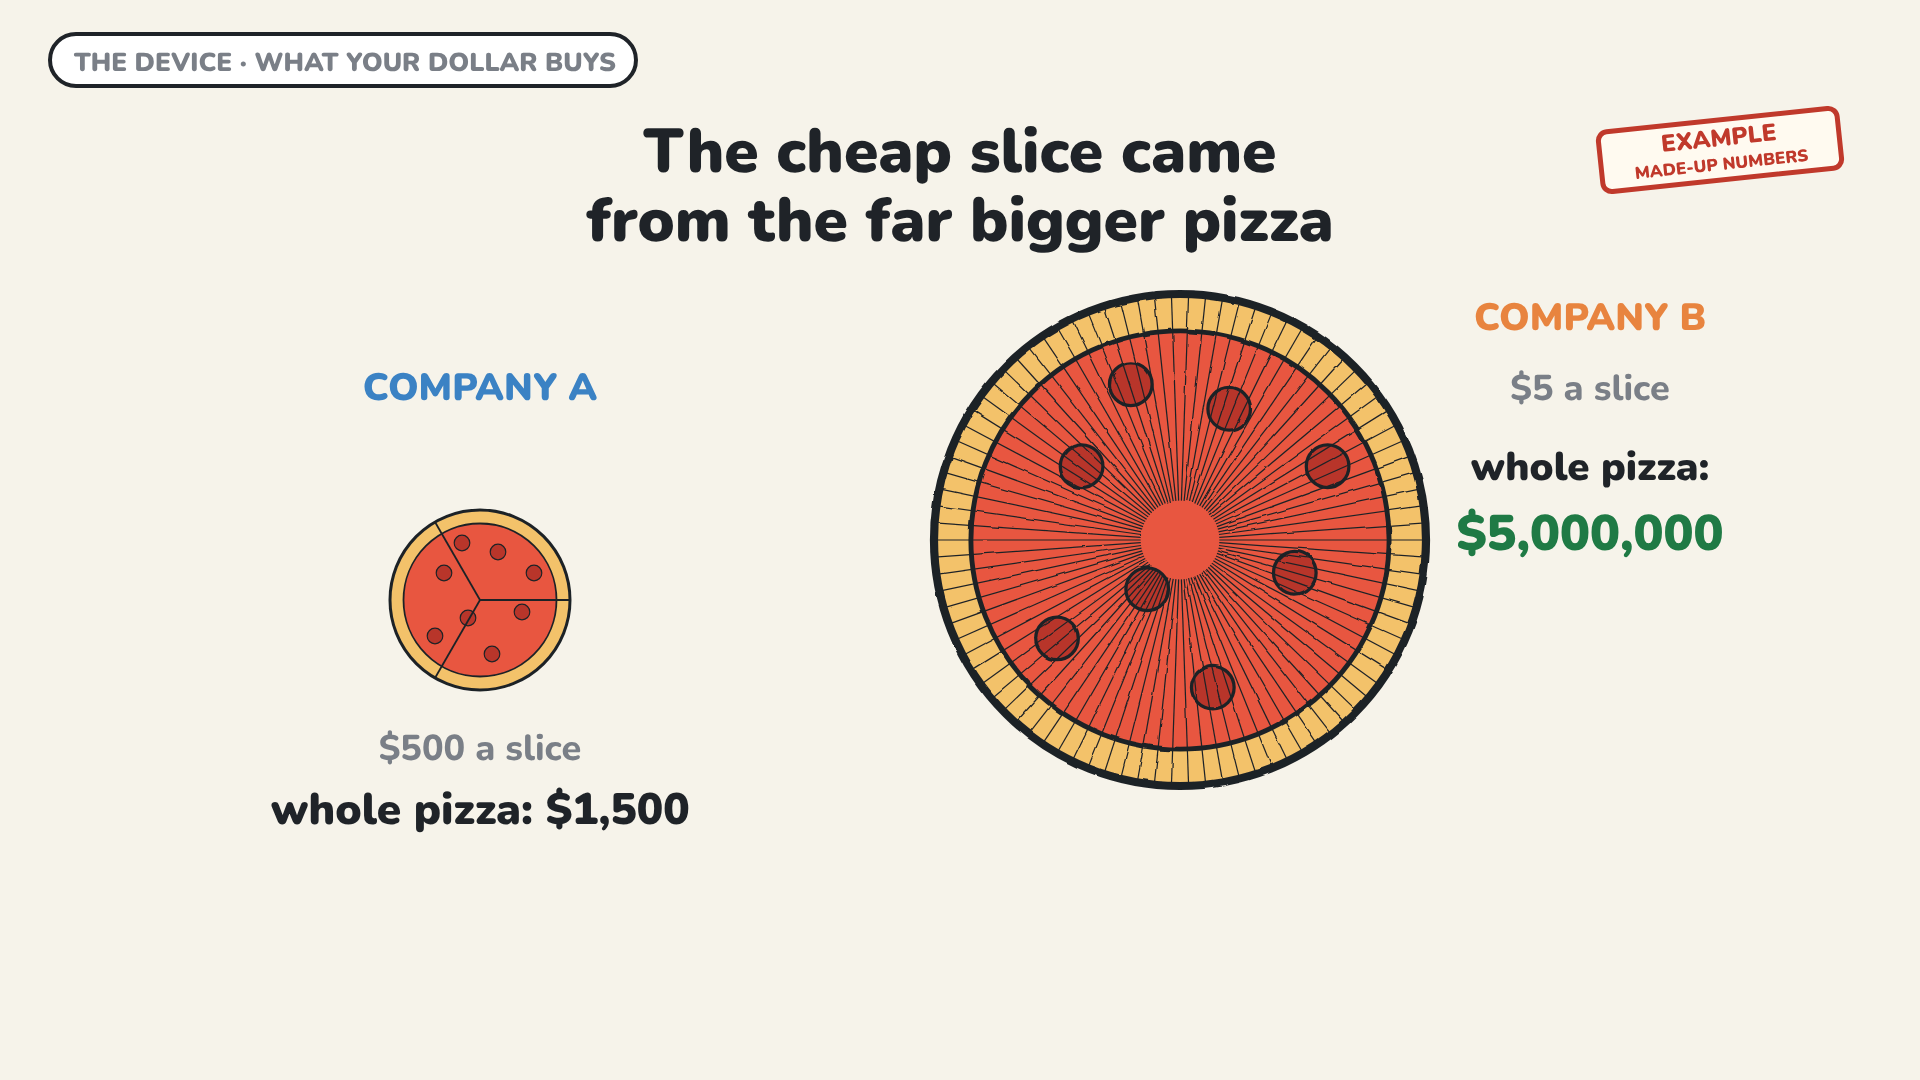 THE DEVICE · WHAT YOUR DOLLAR BUYS
The cheap slice came
from the far bigger pizza
EXAMPLE
MADE-UP NUMBERS
COMPANY A
$500 a slice
whole pizza: $1,500
COMPANY B
$5 a slice
whole pizza:
$5,000,000